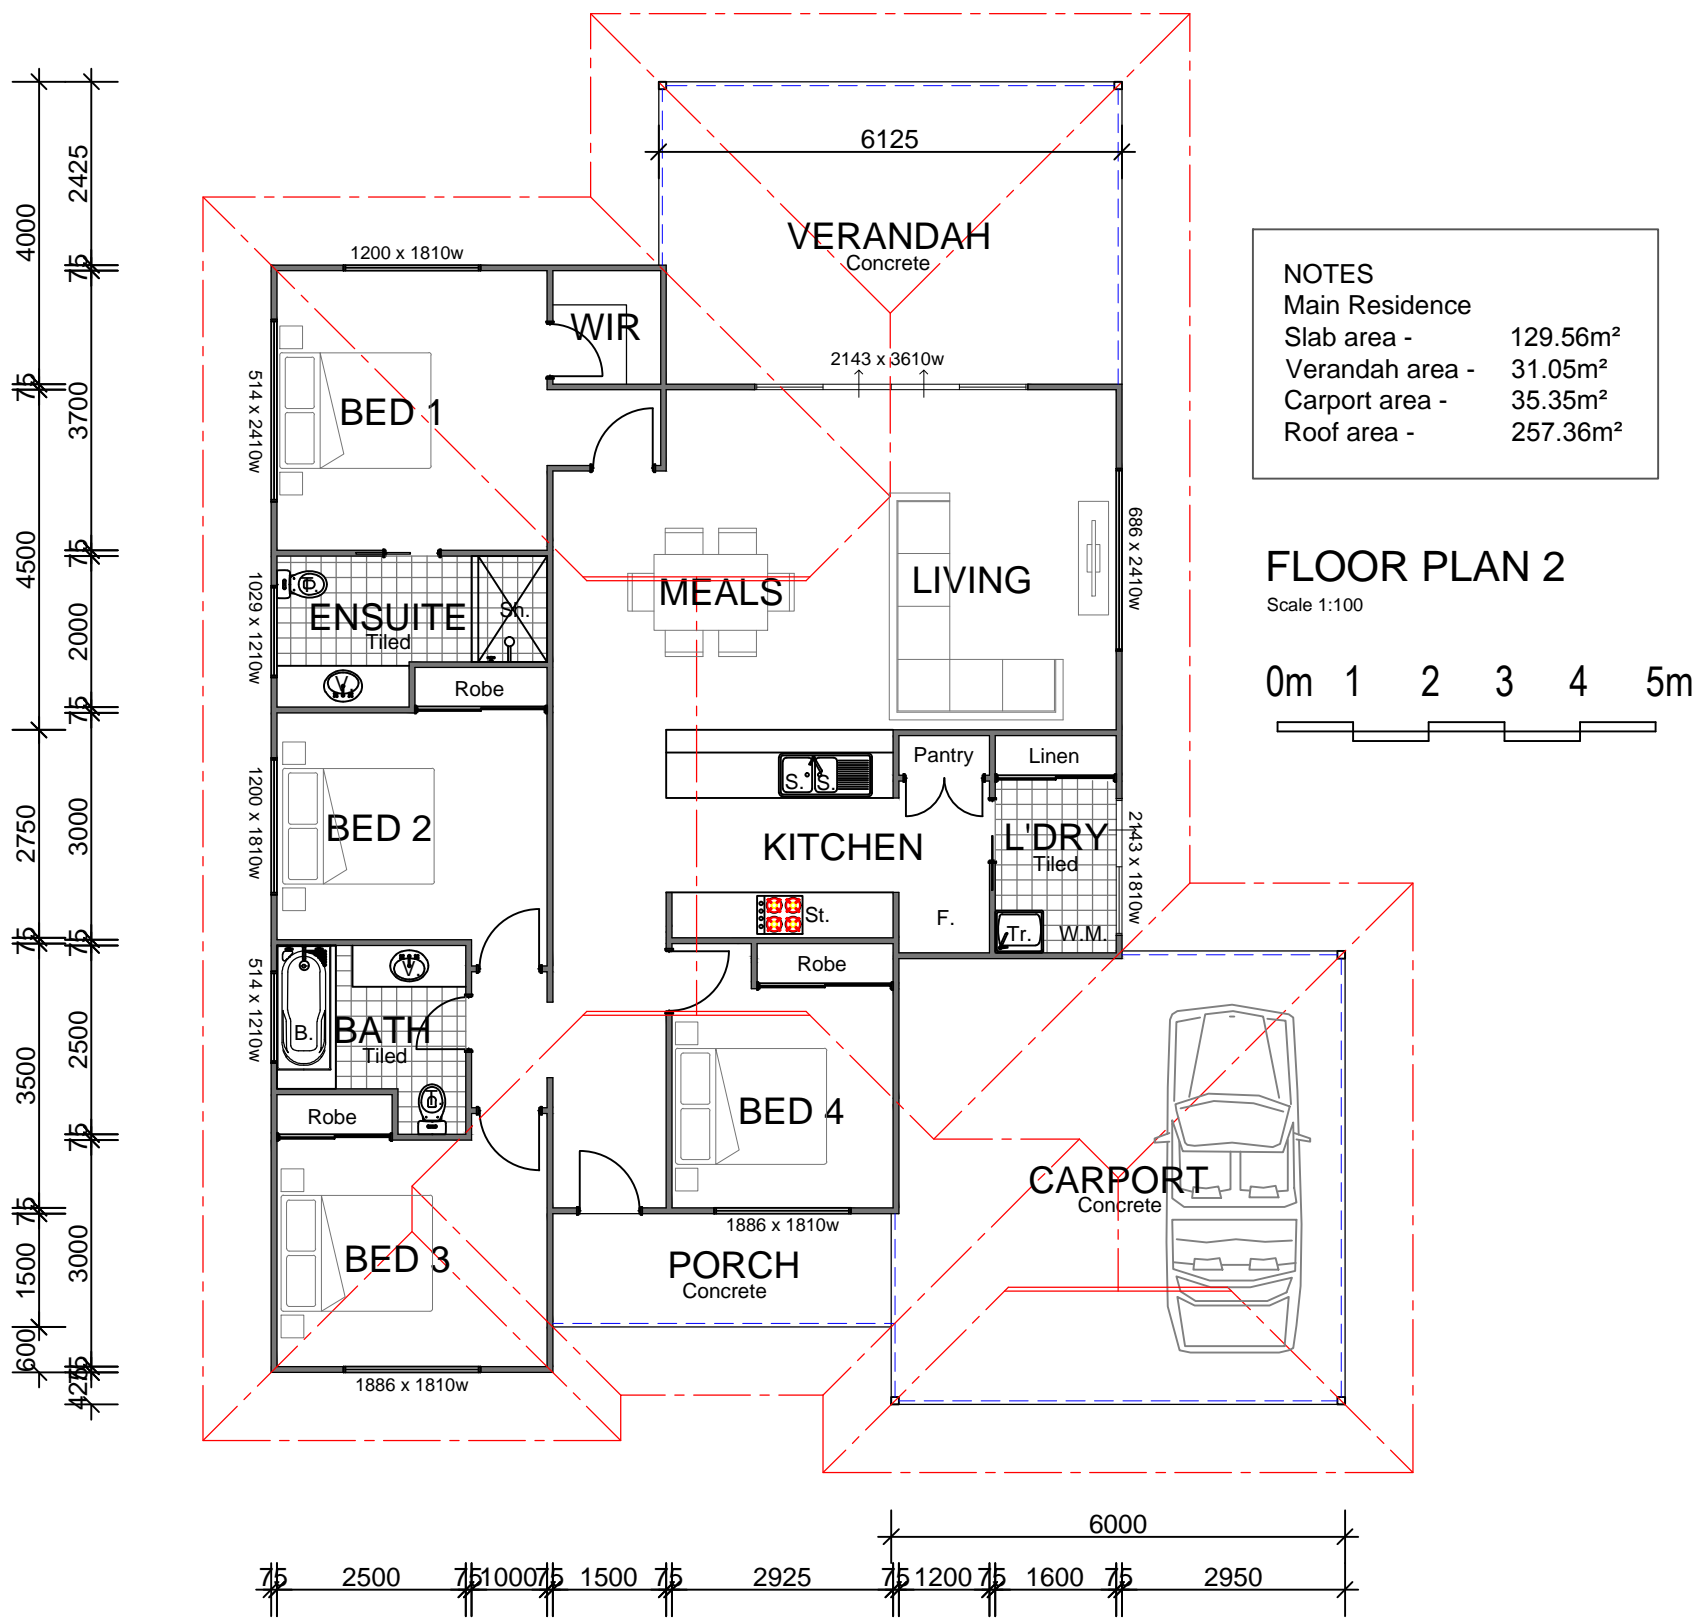 6125
VERANDAH
Concrete
2425
4000
75
1200 x 1810w
WIR
2143 x 3610w
NOTES
Main Residence
Slab area - 129.56m²
Verandah area - 31.05m²
Carport area - 35.35m²
Roof area - 257.36m²
75
3700
514 x 2410w
BED 1
4500
75
686 x 2410w
FLOOR PLAN 2
Scale 1:100
MEALS
LIVING
1029 x 1210w
ENSUITE
Tiled
Sh.
T
V
2000
Robe
75
0m 1 2 3 4 5m
Pantry
Linen
S. S.
1200 x 1810w
BED 2
2750
3000
KITCHEN
L'DRY
Tiled
2143 x 1810w
St.
F.
Tr.
W.M.
75
75
V.
Robe
514 x 1210w
B.
BATH
Tiled
2500
3500
T.
Robe
BED 4
75
CARPORT
Concrete
75
1886 x 1810w
BED 3
3000
1500
PORCH
Concrete
600
75
425
1886 x 1810w
6000
75 2500 75 1000 75 1500 75 2925 75 1200 75 1600 75 2950